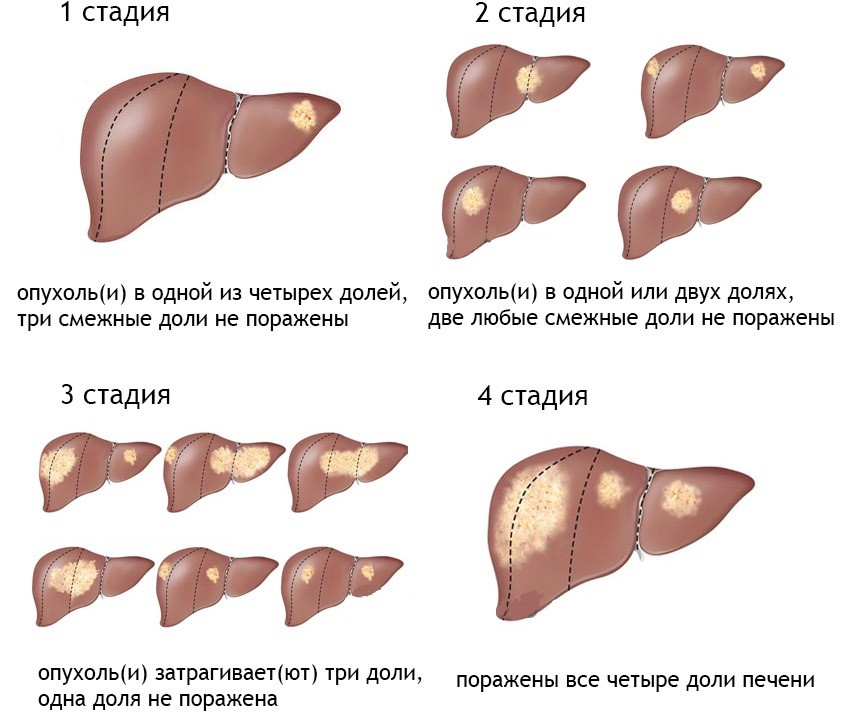 1 стадия
опухоль(и) в одной из четырех долей,
три смежные доли не поражены
2 стадия
опухоль(и) в одной или двух долях,
две любые смежные доли не поражены
3 стадия
опухоль(и) затрагивает(ют) три доли,
одна доля не поражена
4 стадия
поражены все четыре доли печени